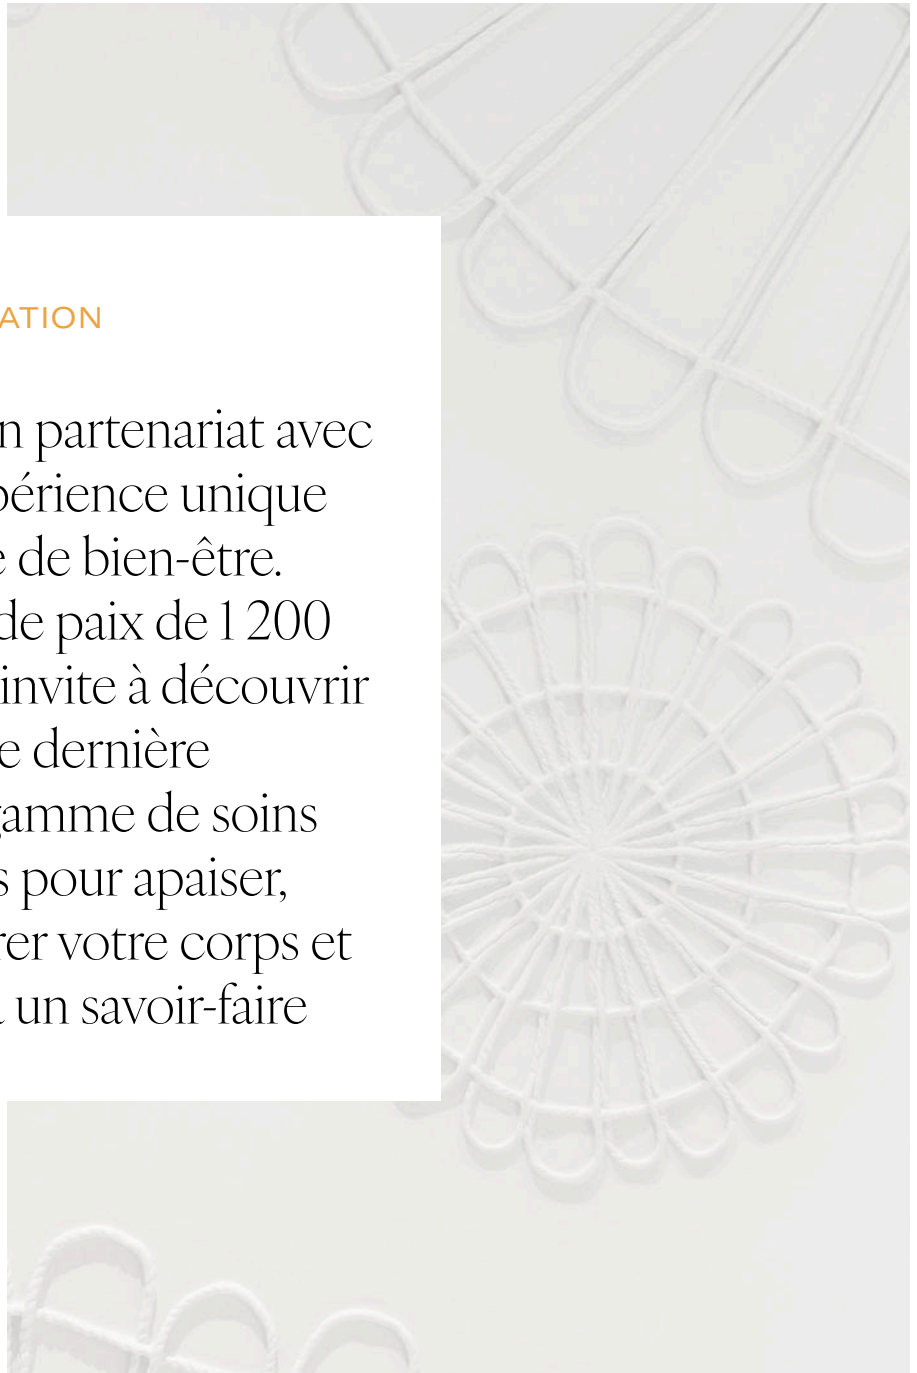 ATION
n partenariat avec
périence unique
e de bien-être.
de paix de 1 200
invite à découvrir
e dernière
gamme de soins
s pour apaiser,
rer votre corps et
un savoir-faire